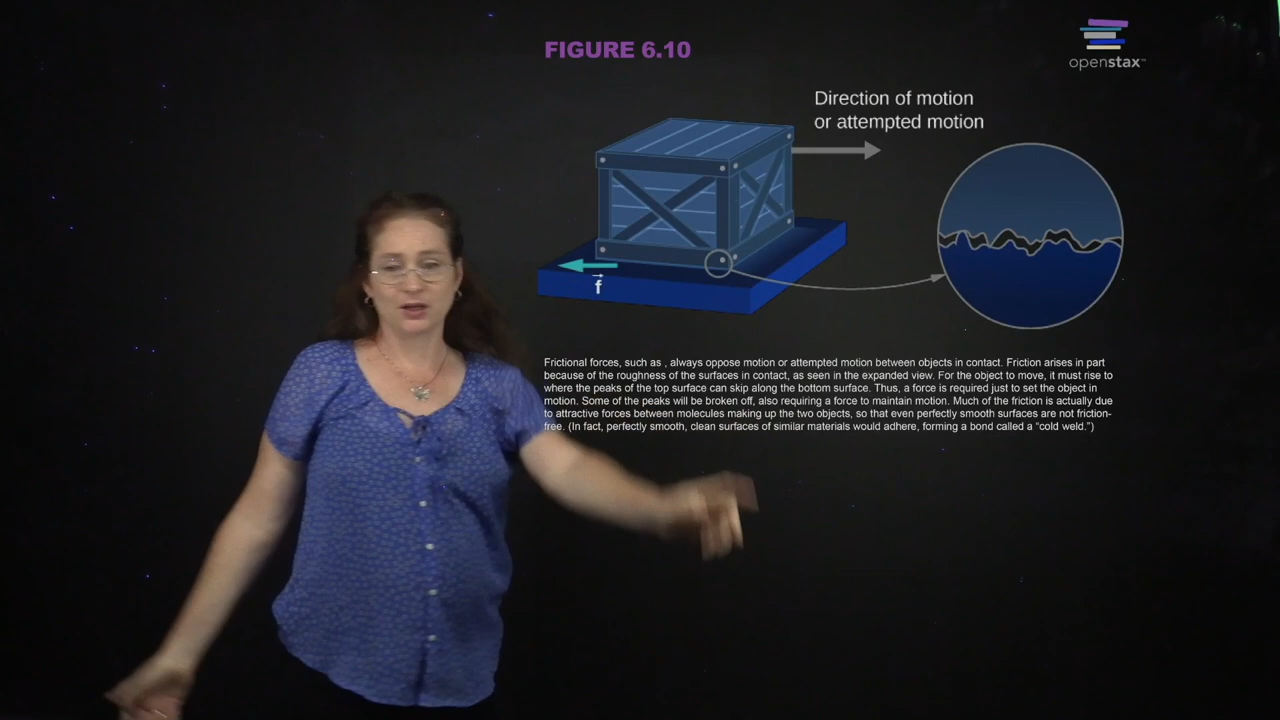 FIGURE 6.10
openstax™
Direction of motion
or attempted motion
f
Frictional forces, such as , always oppose motion or attempted motion between objects in contact. Friction arises in part
because of the roughness of the surfaces in contact, as seen in the expanded view. For the object to move, it must rise to
where the peaks of the top surface can skip along the bottom surface. Thus, a force is required just to set the object in
motion. Some of the peaks will be broken off, also requiring a force to maintain motion. Much of the friction is actually due
to attractive forces between molecules making up the two objects, so that even perfectly smooth surfaces are not friction-
free. (In fact, perfectly smooth, clean surfaces of similar materials would adhere, forming a bond called a “cold weld.”)